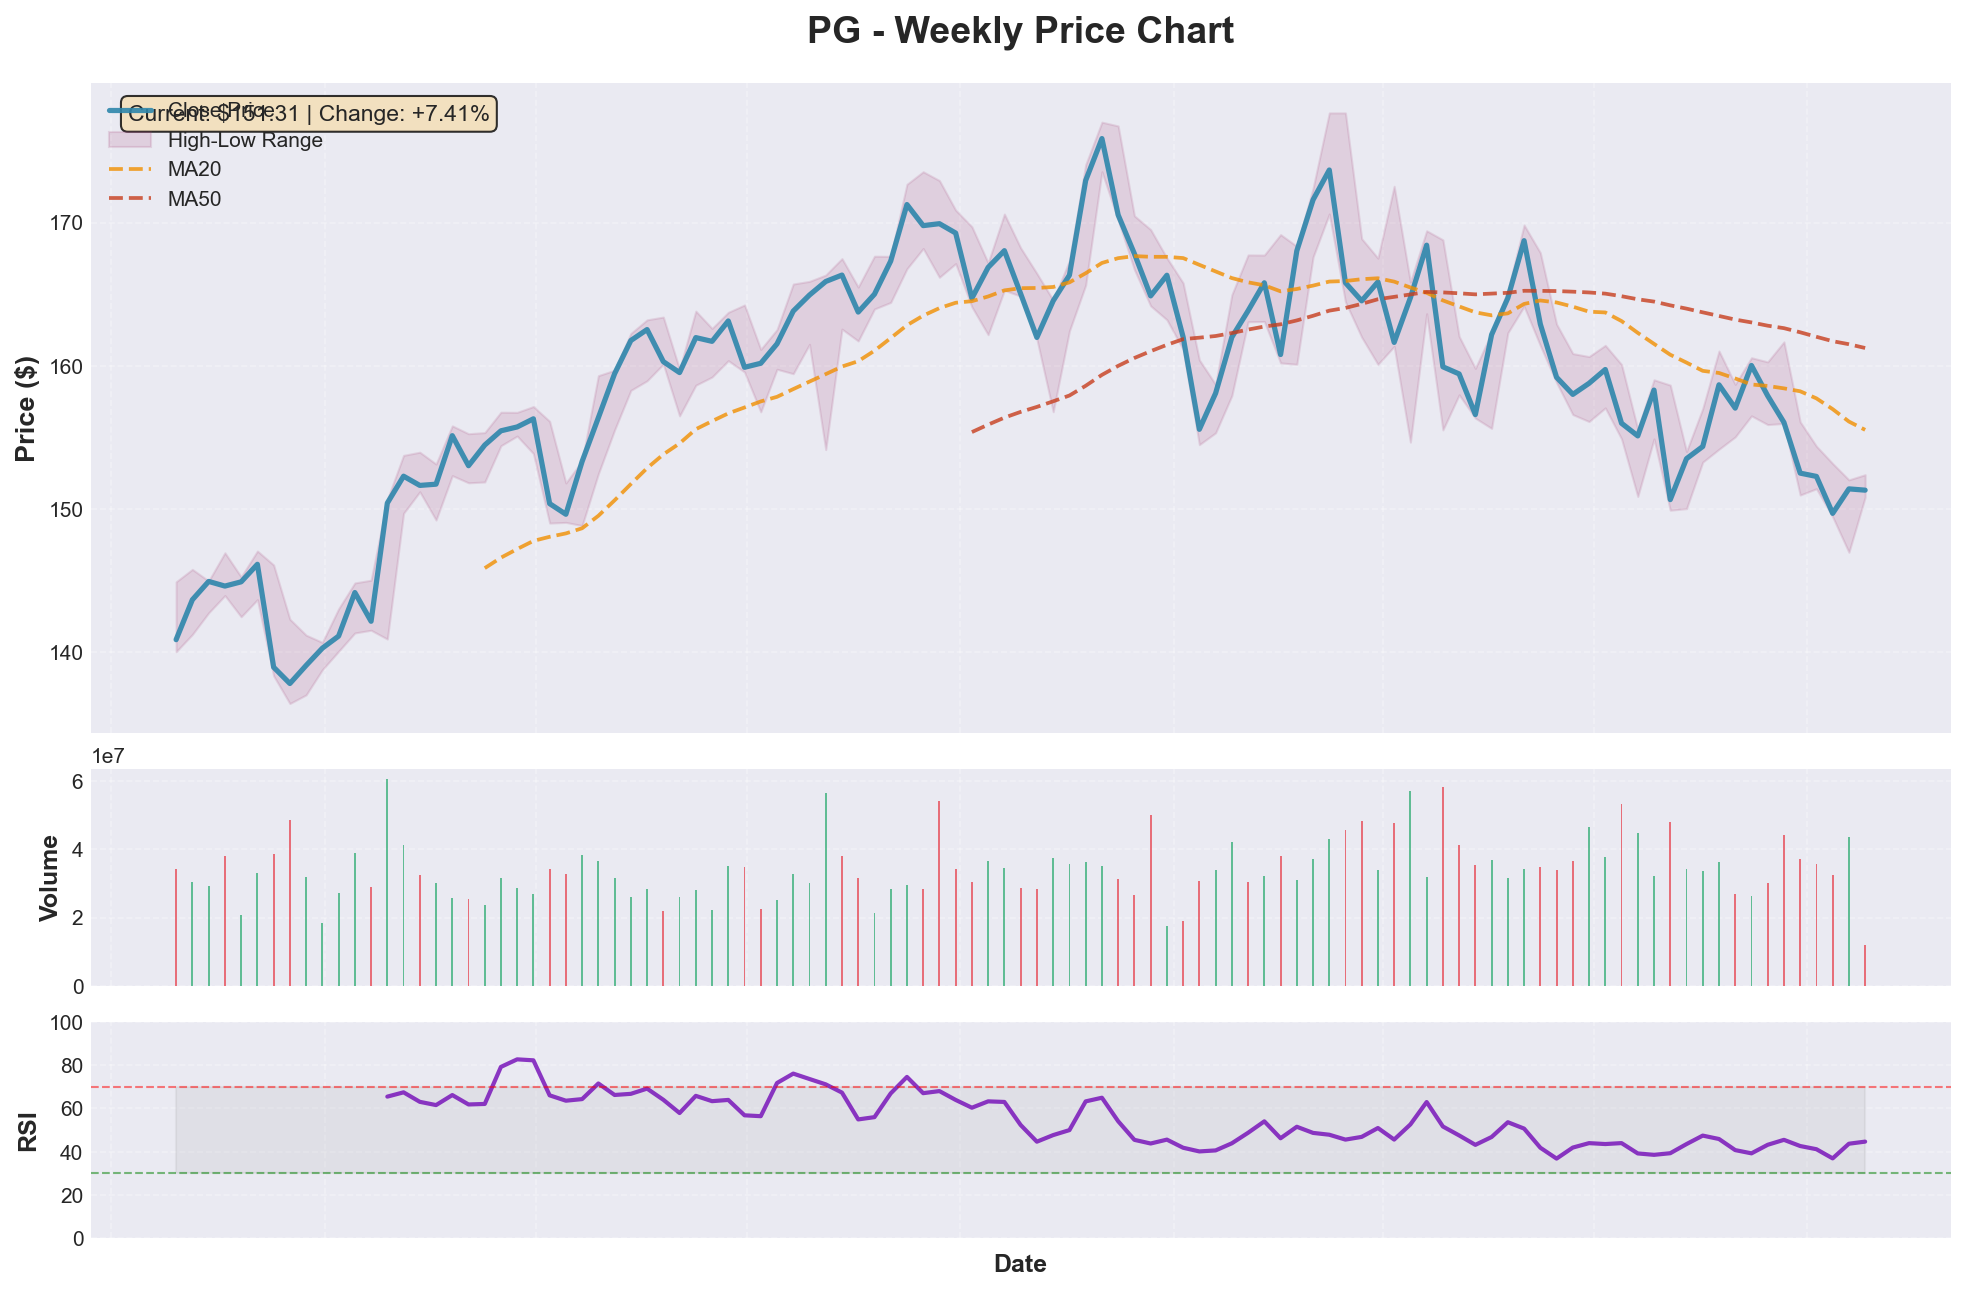 PG - Weekly Price Chart
Current: $151.31 | Change: +7.41%
Close Price
High-Low Range
MA20
MA50
Price ($)
170
160
150
140
1e7
Volume
6
4
2
0
RSI
100
80
60
40
20
0
Date